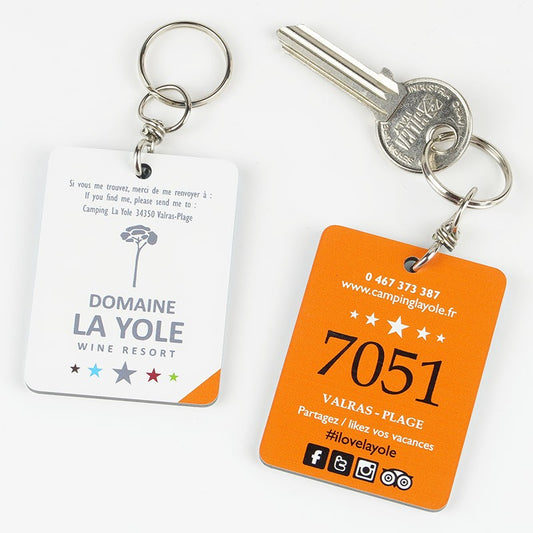 Si vous me trouvez, merci de me renvoyer à :
If you find me, please send me to :
Camping La Yole 34350 Valras-Plage
DOMAINE
LA YOLE
WINE RESORT
0 467 373 387
www.campinglayole.fr
7051
VALRAS - PLAGE
Partagez / likez vos vacances
#ilovelayole